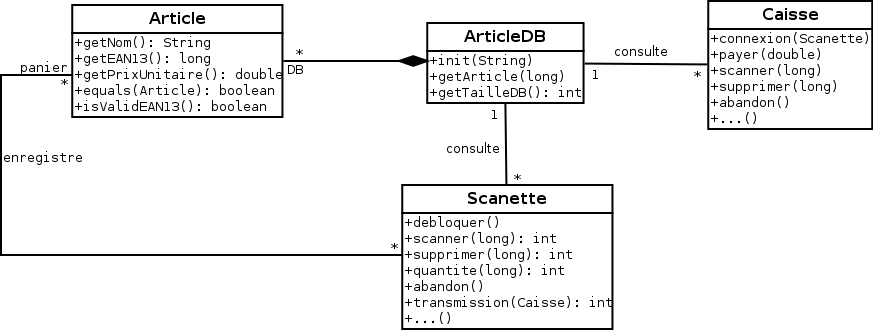 Article
+getNom(): String
+getEAN13(): long
+getPrixUnitaire(): double
+equals(Article): boolean
+isValidEAN13(): boolean
panier
*
enregistre
*
DB
ArticleDB
+init(String)
+getArticle(long)
+getTailleDB(): int
consulte
1
*
Caisse
+connexion(Scanette)
+payer(double)
+scanner(long)
+supprimer(long)
+abandon()
+...()
1
consulte
*
*
Scanette
+debloquer()
+scanner(long): int
+supprimer(long): int
+quantite(long): int
+abandon()
+transmission(Caisse): int
+...()